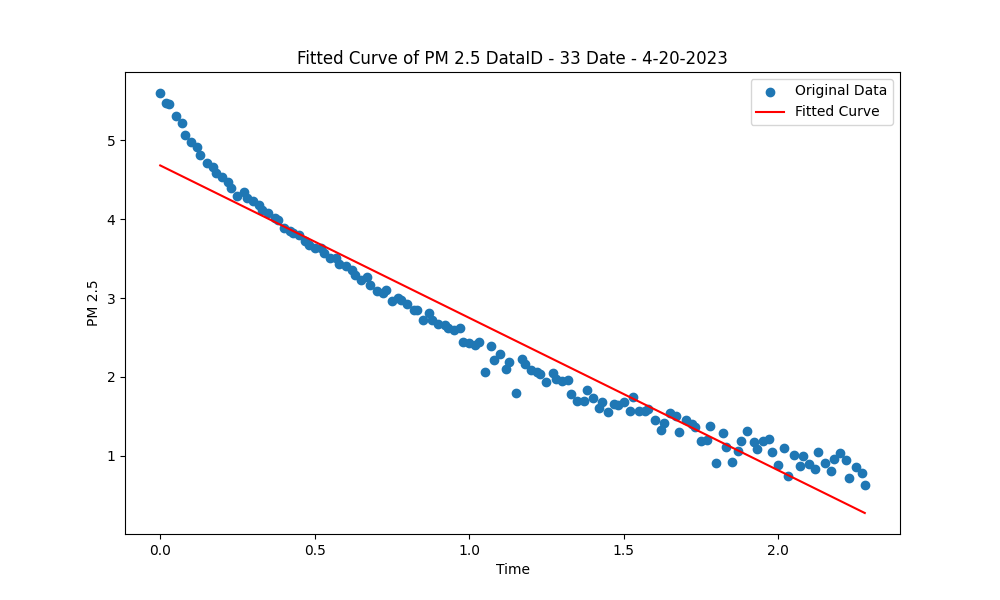 Fitted Curve of PM 2.5 DataID - 33 Date - 4-20-2023
Original Data
Fitted Curve
PM 2.5
5
4
3
2
1
0.0 0.5 1.0 1.5 2.0
Time